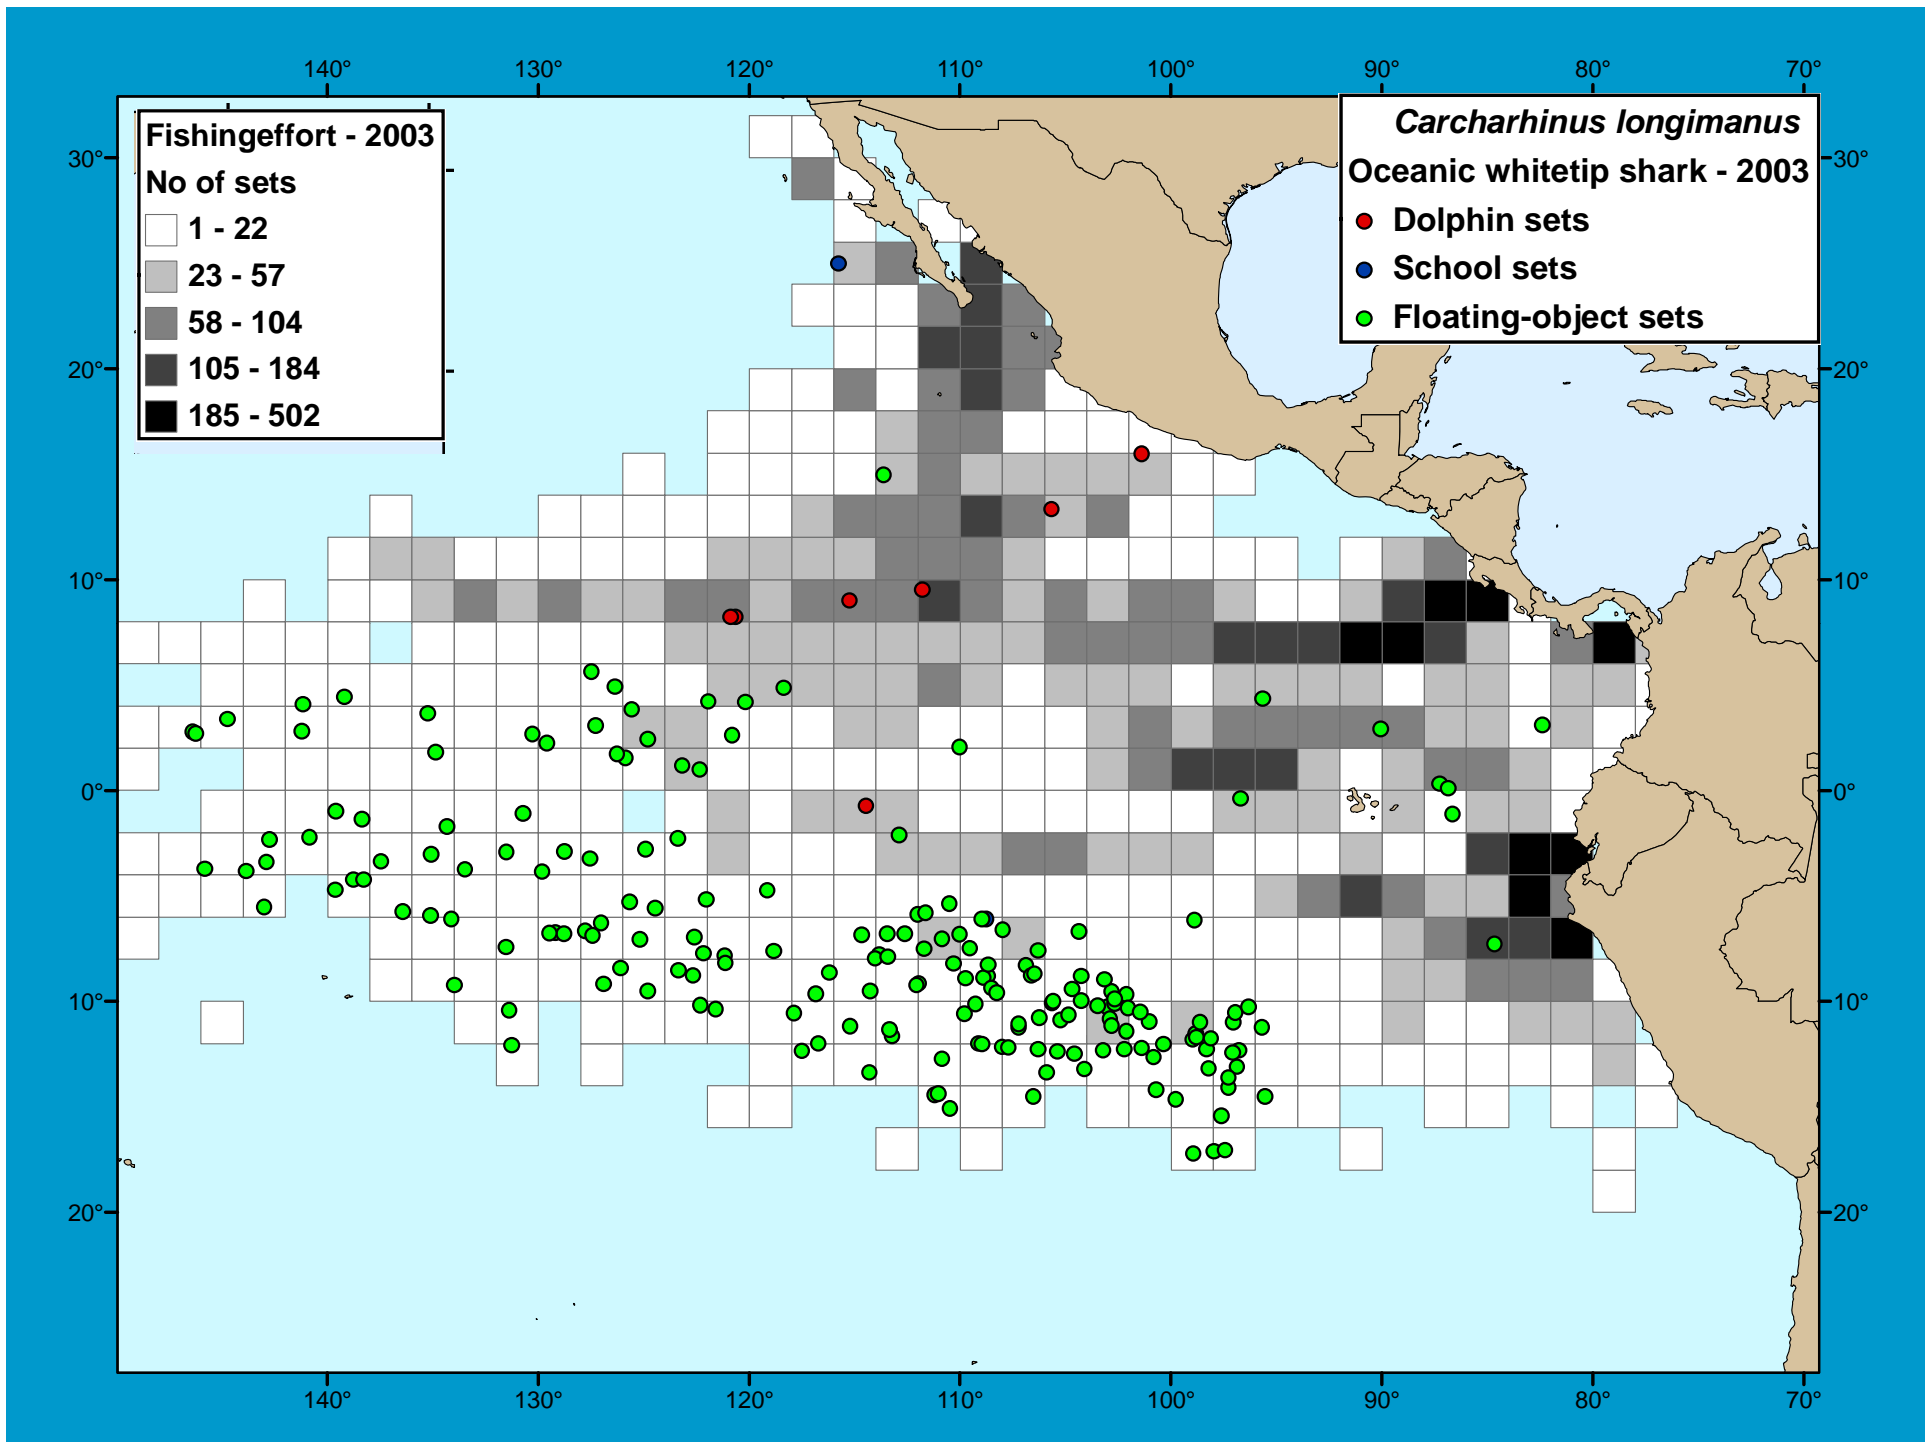 140° 130° 120° 110° 100° 90° 80° 70°
Fishingeffort - 2003
No of sets
1 - 22
23 - 57
58 - 104
105 - 184
185 - 502
Carcharhinus longimanus
Oceanic whitetip shark - 2003
Dolphin sets
School sets
Floating-object sets
30° 30°
20° 20°
10° 10°
0° 0°
10° 10°
20° 20°
140° 130° 120° 110° 100° 90° 80° 70°